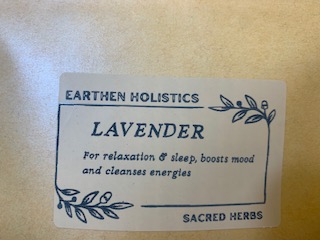 EARTHEN HOLISTICS
LAVENDER
For relaxation & sleep, boosts mood
and cleanses energies
SACRED HERBS